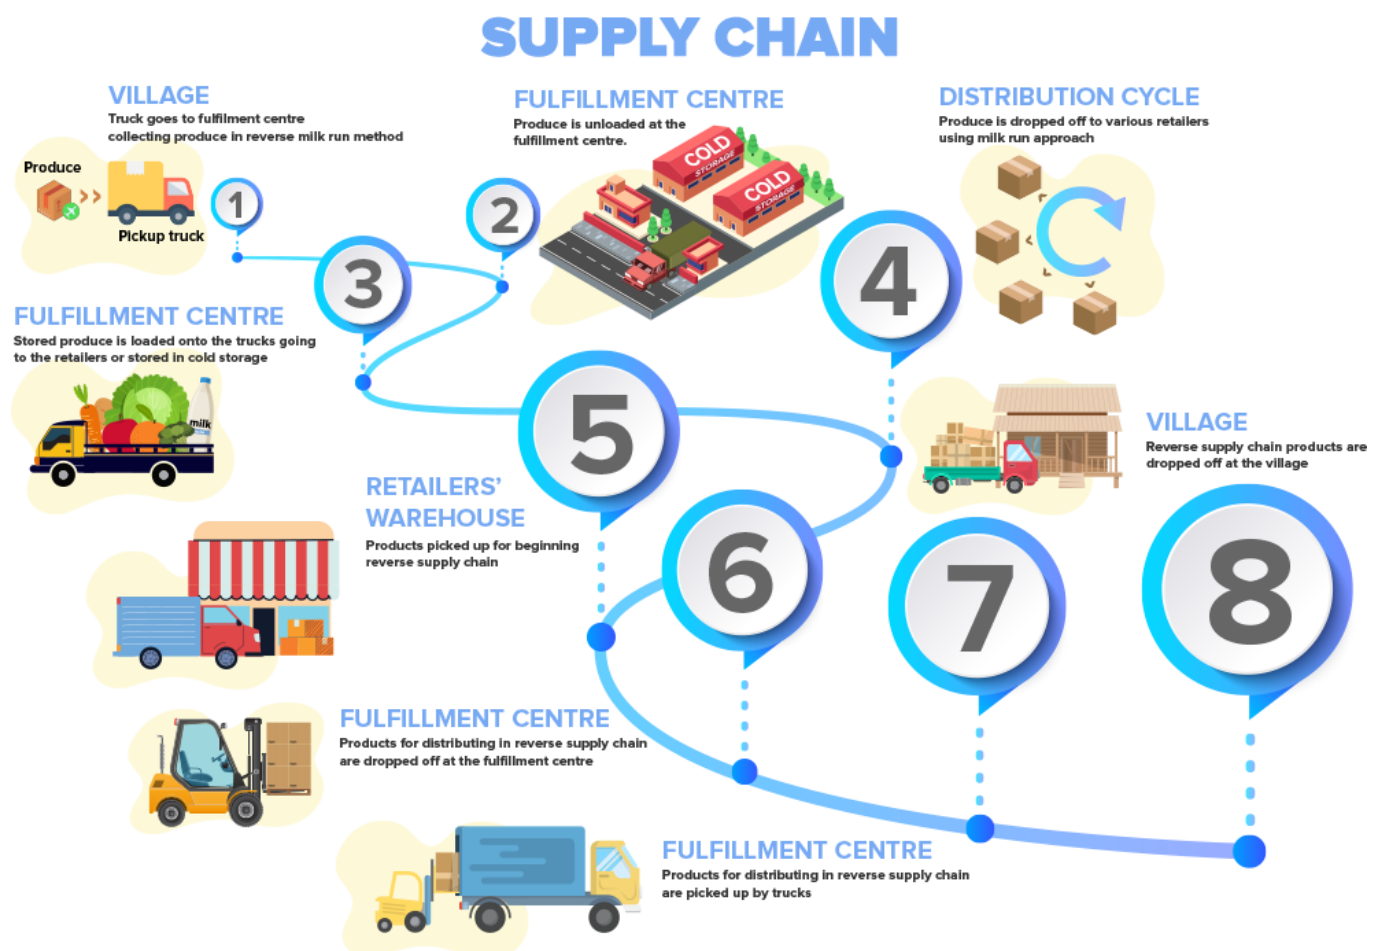 SUPPLY CHAIN
VILLAGE
Truck goes to fulfilment centre
collecting produce in reverse milk run method
Produce
Pickup truck
1
FULFILLMENT CENTRE
Produce is unloaded at the
fulfillment centre.
COLD
STORAGE
COLD
STORAGE
2
FULFILLMENT CENTRE
Stored produce is loaded onto the trucks going
to the retailers or stored in cold storage
milk
3
DISTRIBUTION CYCLE
Produce is dropped off to various retailers
using milk run approach
4
RETAILERS’
WAREHOUSE
Products picked up for beginning
reverse supply chain
5
FULFILLMENT CENTRE
Products for distributing in reverse supply chain
are dropped off at the fulfillment centre
6
FULFILLMENT CENTRE
Products for distributing in reverse supply chain
are picked up by trucks
7
VILLAGE
Reverse supply chain products are
dropped off at the village
8